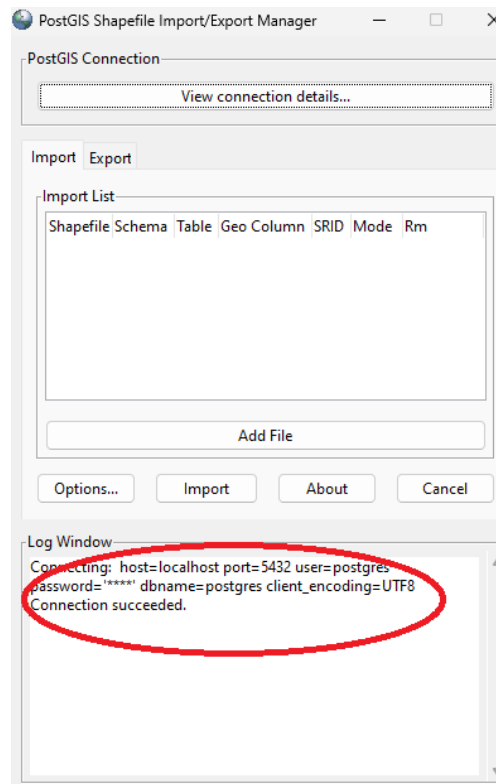 PostGIS Shapefile Import/Export Manager
PostGIS Connection
View connection details...
Import Export
Import List
Shapefile Schema Table Geo Column SRID Mode Rm
Add File
Options... Import About Cancel
Log Window
Connecting: host=localhost port=5432 user=postgres
password='****' dbname=postgres client_encoding=UTF8
Connection succeeded.